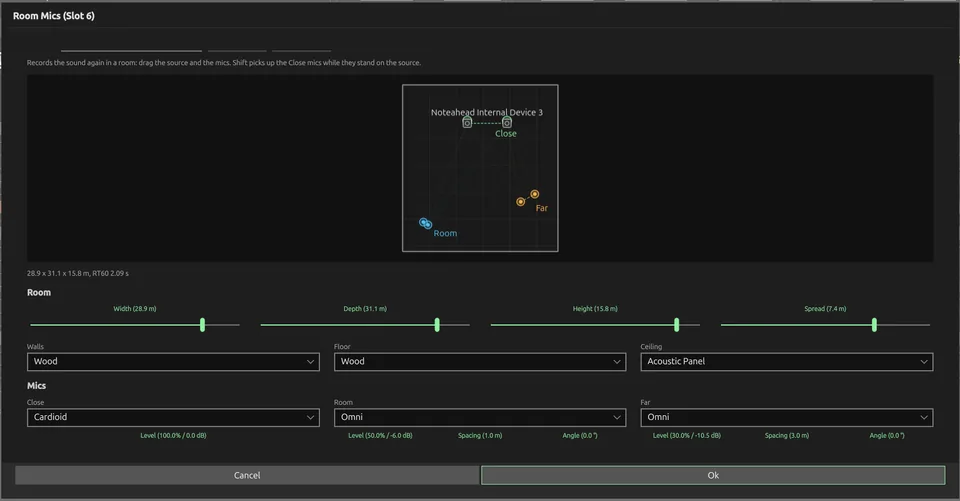 Room Mics (Slot 6)
Records the sound again in a room: drag the source and the mics. Shift picks up the Close mics while they stand on the source.
Noteahead Internal Device 3
Close
Far
Room
28.9 x 31.1 x 15.8 m, RT60 2.09 s
Room
Width (28.9 m) Depth (31.1 m) Height (15.8 m) Spread (7.4 m)
Walls Floor Ceiling
Wood Wood Acoustic Panel
Mics
Close Room Far
Cardioid Omni Omni
Level (100.0% / 0.0 dB) Level (50.0% / -6.0 dB) Spacing (1.0 m) Angle (0.0 °) Level (30.0% / -10.5 dB) Spacing (3.0 m) Angle (0.0 °)
Cancel Ok